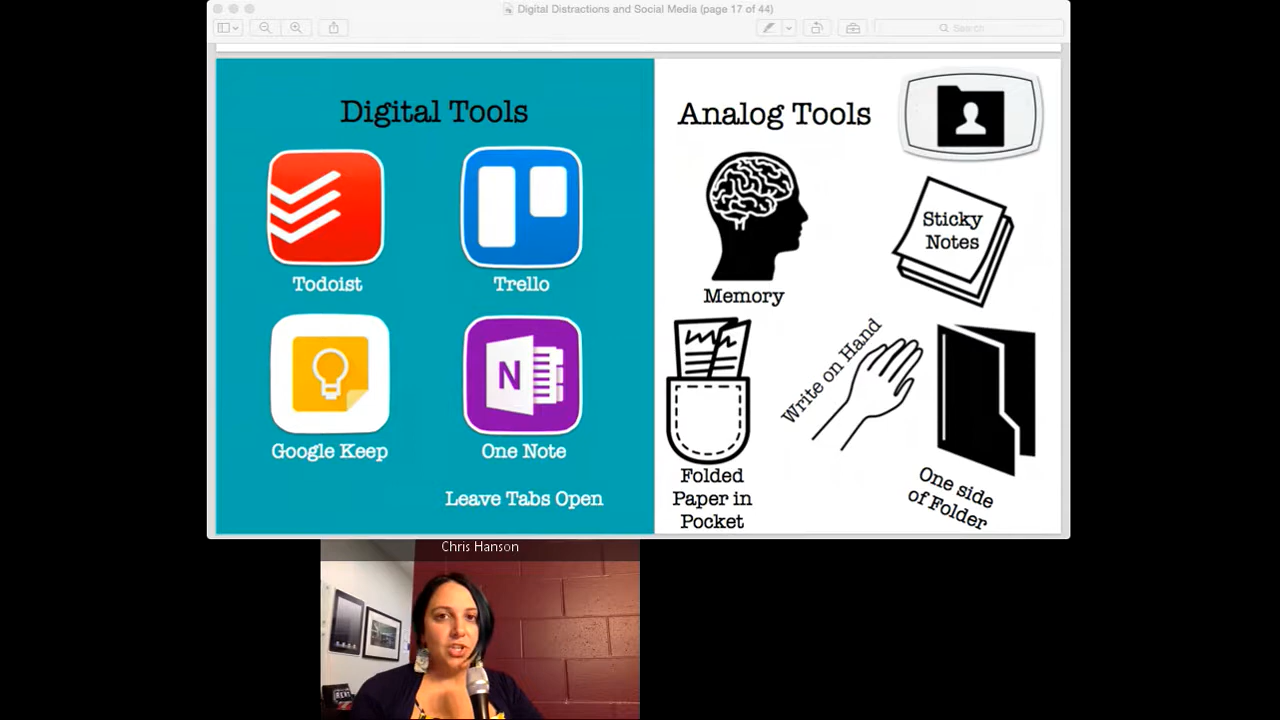 Digital Distractions and Social Media (page 17 of 44)
Search
Digital Tools
Todoist
Trello
Google Keep
N
One Note
Leave Tabs Open
Analog Tools
Memory
Sticky
Notes
Folded
Paper in
Pocket
Write on Hand
One side
of Folder
Chris Hanson